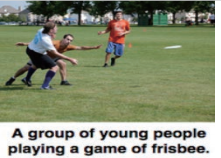 A group of young people
playing a game of frisbee.